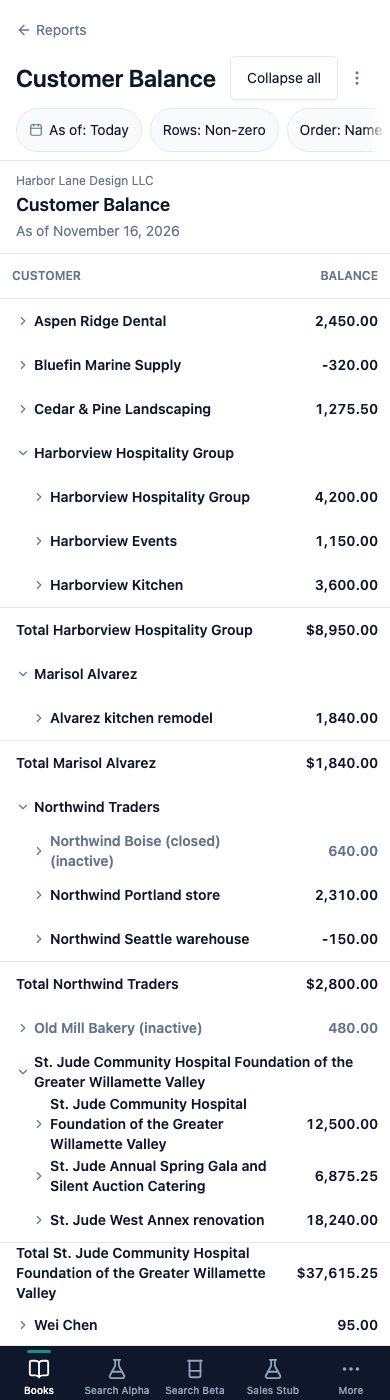 Reports
Customer Balance
Collapse all
As of: Today
Rows: Non-zero
Order: Name
Harbor Lane Design LLC
Customer Balance
As of November 16, 2026
CUSTOMER BALANCE
Aspen Ridge Dental 2,450.00
Bluefin Marine Supply -320.00
Cedar & Pine Landscaping 1,275.50
Harborview Hospitality Group
Harborview Hospitality Group 4,200.00
Harborview Events 1,150.00
Harborview Kitchen 3,600.00
Total Harborview Hospitality Group $8,950.00
Marisol Alvarez
Alvarez kitchen remodel 1,840.00
Total Marisol Alvarez $1,840.00
Northwind Traders
Northwind Boise (closed)
(inactive) 640.00
Northwind Portland store 2,310.00
Northwind Seattle warehouse -150.00
Total Northwind Traders $2,800.00
Old Mill Bakery (inactive) 480.00
St. Jude Community Hospital Foundation of the
Greater Willamette Valley
St. Jude Community Hospital
Foundation of the Greater 12,500.00
Willamette Valley
St. Jude Annual Spring Gala and
Silent Auction Catering 6,875.25
St. Jude West Annex renovation 18,240.00
Total St. Jude Community Hospital
Foundation of the Greater Willamette $37,615.25
Valley
Wei Chen 95.00
Books
Search Alpha
Search Beta
Sales Stub
More